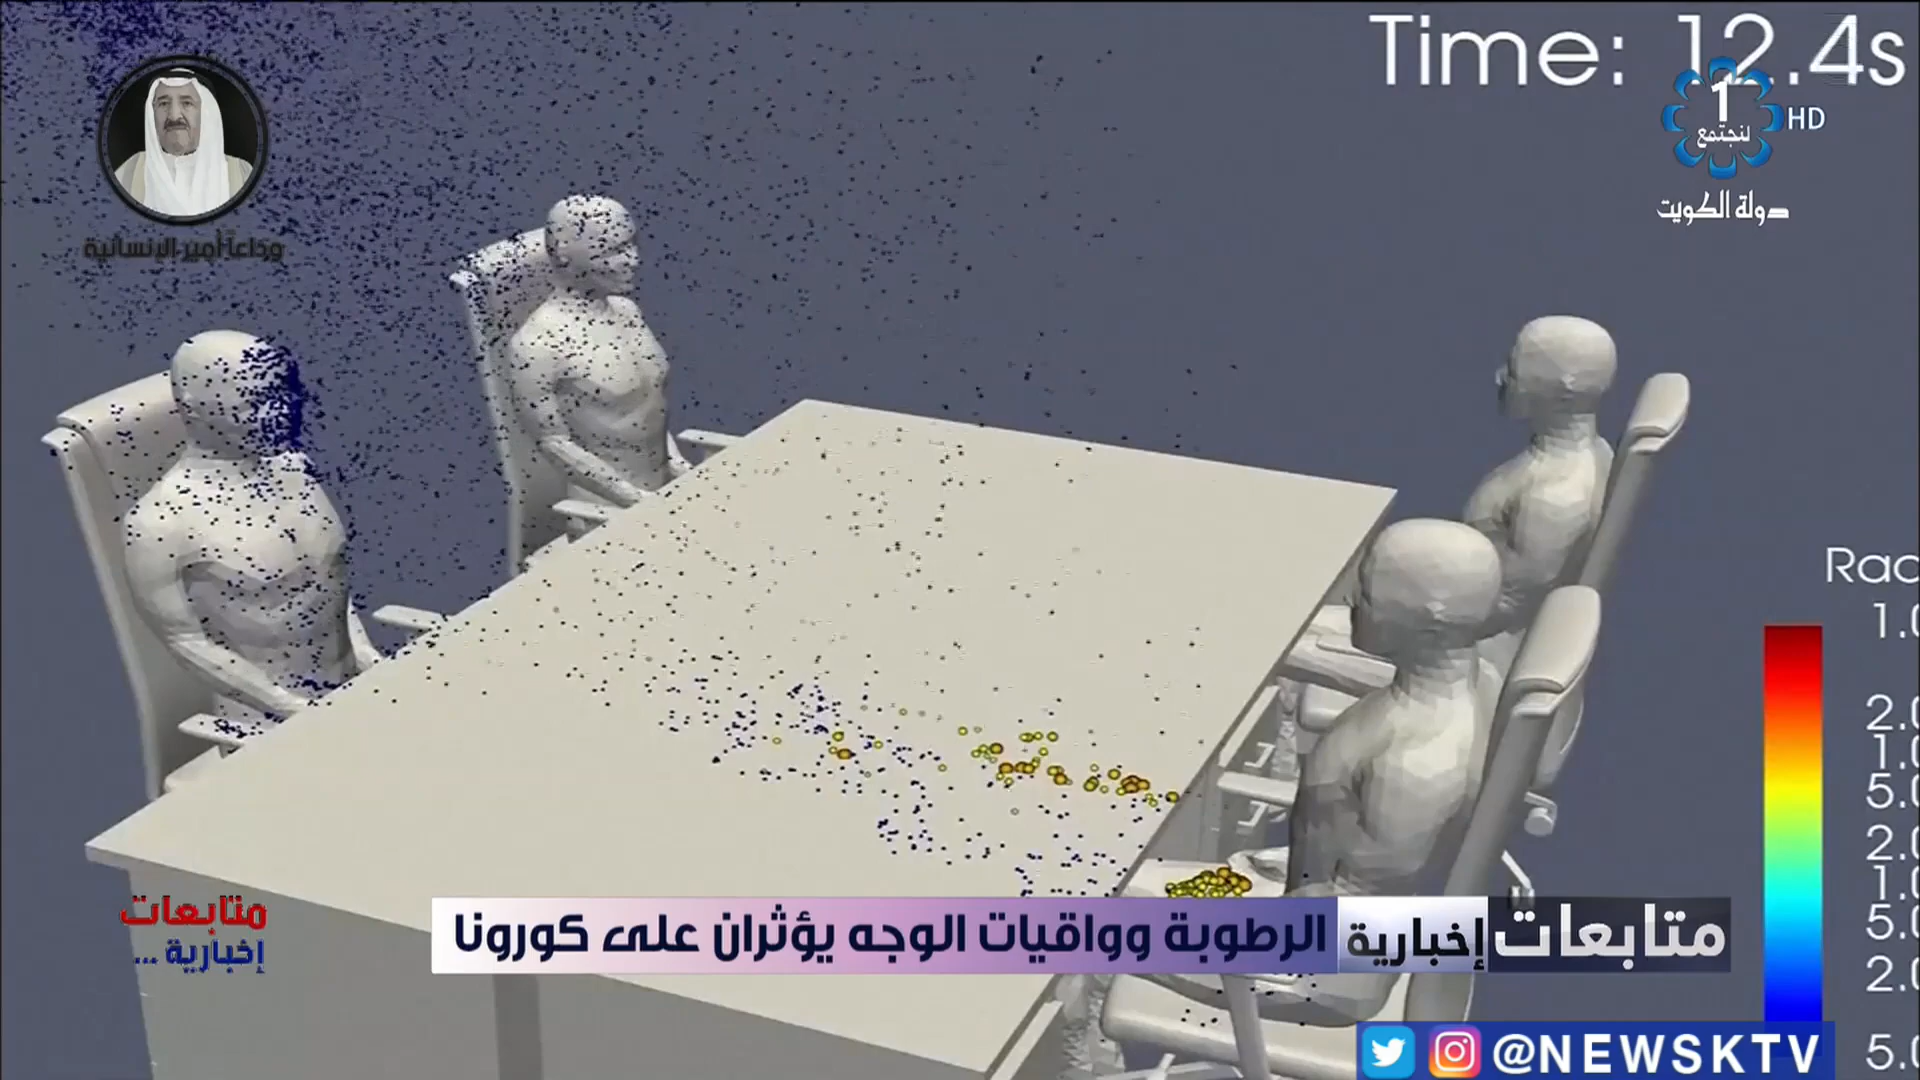 Time: 12.4s
1
HD
لنجتمع
دولة الكويت
وداعاً أمير الإنسانية
1.0
2.0
1.0
5.0
2.0
1.0
5.0
2.0
5.0
متابعات
إخبارية ...
متابعات إخبارية
الرطوبة وواقيات الوجه يؤثران على كورونا
@NEWSKTV